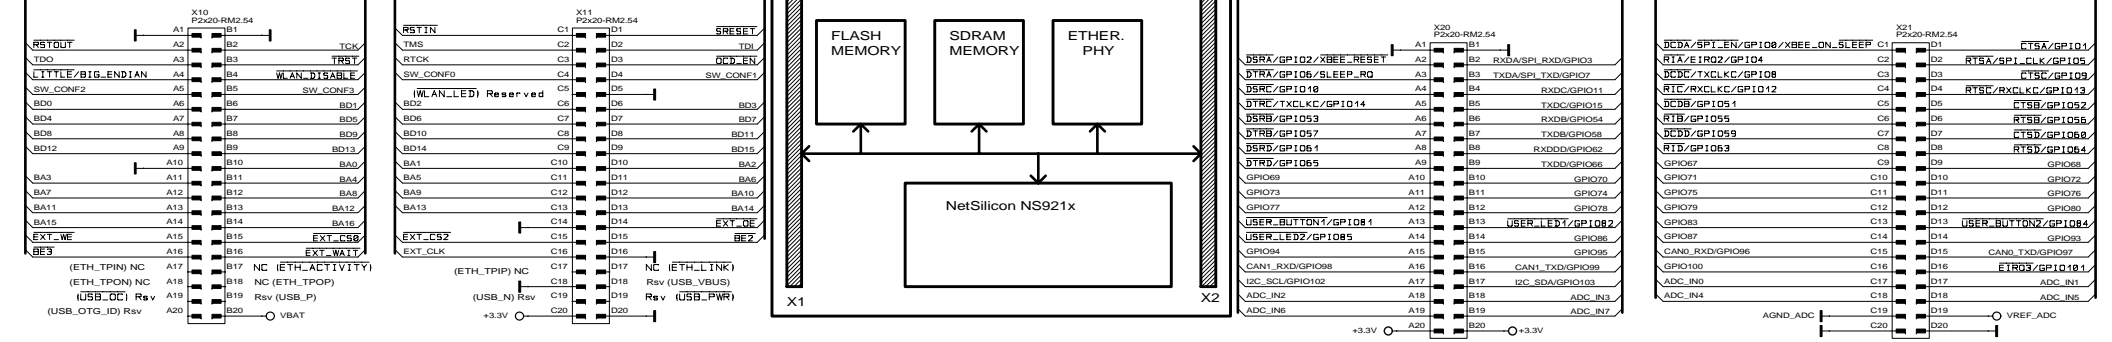 X10
P2x20-RM2.54
A1 B1
RSTOUT A2 B2 TCK
TDO A3 B3 TRST
LITTLE/BIG_ENDIAN A4 B4 WLAN_DISABLE
SW_CONF2 A5 B5 SW_CONF3
BD0 A6 B6 BD1
BD4 A7 B7 BD5
BD8 A8 B8 BD9
BD12 A9 B9 BD13
A10 B10 BA0
BA3 A11 B11 BA4
BA7 A12 B12 BA8
BA11 A13 B13 BA12
BA15 A14 B14 BA16
EXT_WE A15 B15 EXT_CS0
BE3 A16 B16 EXT_WAIT
(ETH_TPIN) NC A17 B17 NC (ETH_ACTIVITY)
(ETH_TPON) NC A18 B18 NC (ETH_TPOP)
(USB_OC) Rsv A19 B19 Rsv (USB_P)
(USB_OTG_ID) Rsv A20 B20 VBAT
X11
P2x20-RM2.54
RSTIN C1 D1 SRESET
TMS C2 D2 TDI
RTCK C3 D3 OCD_EN
SW_CONF0 C4 D4 SW_CONF1
(WLAN_LED) Reserved C5 D5
BD2 C6 D6 BD3
BD6 C7 D7 BD7
BD10 C8 D8 BD11
BD14 C9 D9 BD15
BA1 C10 D10 BA2
BA5 C11 D11 BA6
BA9 C12 D12 BA10
BA13 C13 D13 BA14
C14 D14 EXT_OE
EXT_CS2 C15 D15 BE2
EXT_CLK C16 D16
(ETH_TPIP) NC C17 D17 NC (ETH_LINK)
C18 D18 Rsv (USB_VBUS)
(USB_N) Rsv C19 D19 Rsv (USB_PWR)
+3.3V C20 D20
FLASH
MEMORY
SDRAM
MEMORY
ETHER.
PHY
NetSilicon NS921x
X1
X2
X20
P2x20-RM2.54
A1 B1
DSRA/GPIO2/XBEE_RESET A2 B2 RXDA/SPI_RXD/GPIO3
DTRA/GPIO6/SLEEP_RQ A3 B3 TXDA/SPI_TXD/GPIO7
DSRC/GPIO10 A4 B4 RXDC/GPIO11
DTRC/TXCLKC/GPIO14 A5 B5 TXDC/GPIO15
DSRB/GPIO53 A6 B6 RXDB/GPIO54
DTRB/GPIO57 A7 B7 TXDB/GPIO58
DSRD/GPIO61 A8 B8 RXDDD/GPIO62
DTRD/GPIO65 A9 B9 TXDD/GPIO66
GPIO69 A10 B10 GPIO70
GPIO73 A11 B11 GPIO74
GPIO77 A12 B12 GPIO78
USER_BUTTON1/GPIO81 A13 B13 USER_LED1/GPIO82
USER_LED2/GPIO85 A14 B14 GPIO86
GPIO94 A15 B15 GPIO95
CAN1_RXD/GPIO98 A16 B16 CAN1_TXD/GPIO99
I2C_SCL/GPIO102 A17 B17 I2C_SDA/GPIO103
ADC_IN2 A18 B18 ADC_IN3
ADC_IN6 A19 B19 ADC_IN7
+3.3V A20 B20 +3.3V
X21
P2x20-RM2.54
DCDA/SPI_EN/GPIO0/XBEE_ON_SLEEP C1 D1 CTSA/GPIO1
RIA/EIRQ2/GPIO4 C2 D2 RTSA/SPI_CLK/GPIO5
DCDC/TXCLKC/GPIO8 C3 D3 CTSC/GPIO9
RIC/RXCLKC/GPIO12 C4 D4 RTSC/RXCLKC/GPIO13
DCDB/GPIO51 C5 D5 CTSB/GPIO52
RIB/GPIO55 C6 D6 RTSB/GPIO56
DCDD/GPIO59 C7 D7 CTSD/GPIO60
RID/GPIO63 C8 D8 RTSD/GPIO64
GPIO67 C9 D9 GPIO68
GPIO71 C10 D10 GPIO72
GPIO75 C11 D11 GPIO76
GPIO79 C12 D12 GPIO80
GPIO83 C13 D13 USER_BUTTON2/GPIO84
GPIO87 C14 D14 GPIO93
CAN0_RXD/GPIO96 C15 D15 CAN0_TXD/GPIO97
GPIO100 C16 D16 EIRQ3/GPIO101
ADC_IN0 C17 D17 ADC_IN1
ADC_IN4 C18 D18 ADC_IN5
AGND_ADC C19 D19 VREF_ADC
C20 D20